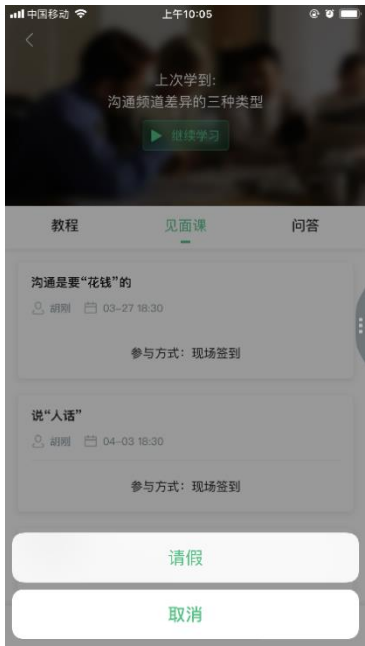 中国移动 上午10:05
上次学到:
沟通频道差异的三种类型
继续学习
教程 见面课 问答
沟通是要“花钱”的
胡刚 03-27 18:30
参与方式：现场签到
说“人话”
胡刚 04-03 18:30
参与方式：现场签到
请假
取消